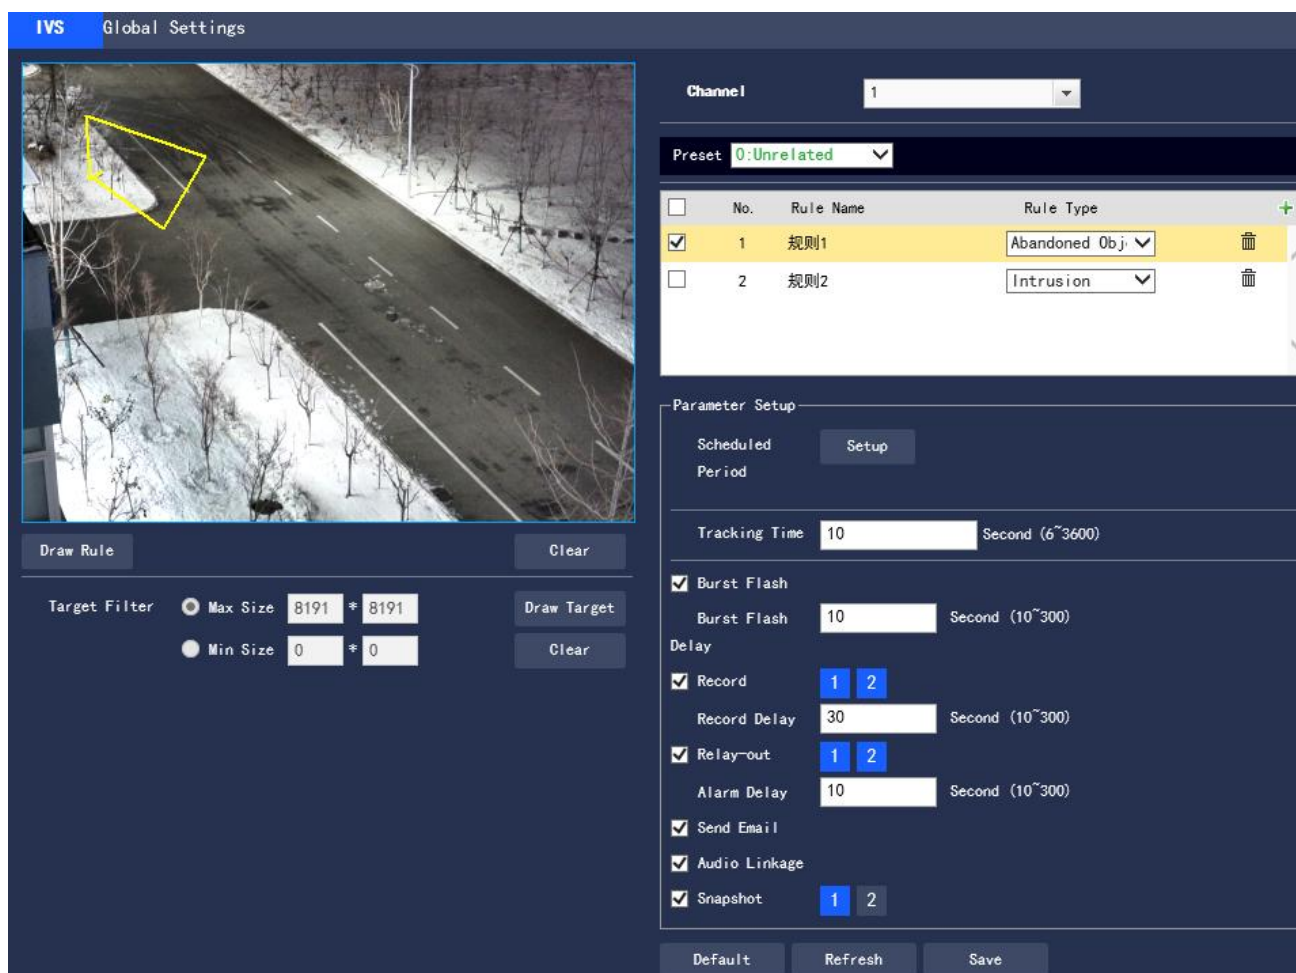 IVS Global Settings
Channel 1
Preset 0:Unrelated
No. Rule Name Rule Type
1 规则1 Abandoned Obj
2 规则2 Intrusion
Parameter Setup
Scheduled Period Setup
Tracking Time 10 Second (6~3600)
Burst Flash
Burst Flash Delay 10 Second (10~300)
Record 1 2
Record Delay 30 Second (10~300)
Relay-out 1 2
Alarm Delay 10 Second (10~300)
Send Email
Audio Linkage
Snapshot 1 2
Default Refresh Save
Draw Rule Clear
Target Filter Max Size 8191 * 8191 Draw Target
Min Size 0 * 0 Clear